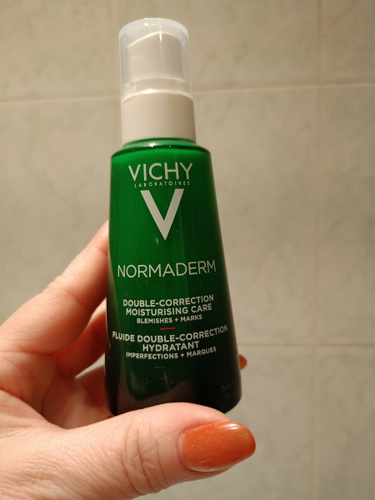 VICHY
LABORATOIRES
V
NORMADERM
DOUBLE-CORRECTION
MOISTURISING CARE
BLEMISHES + MARKS
FLUIDE DOUBLE-CORRECTION
HYDRATANT
IMPERFECTIONS + MARQUES